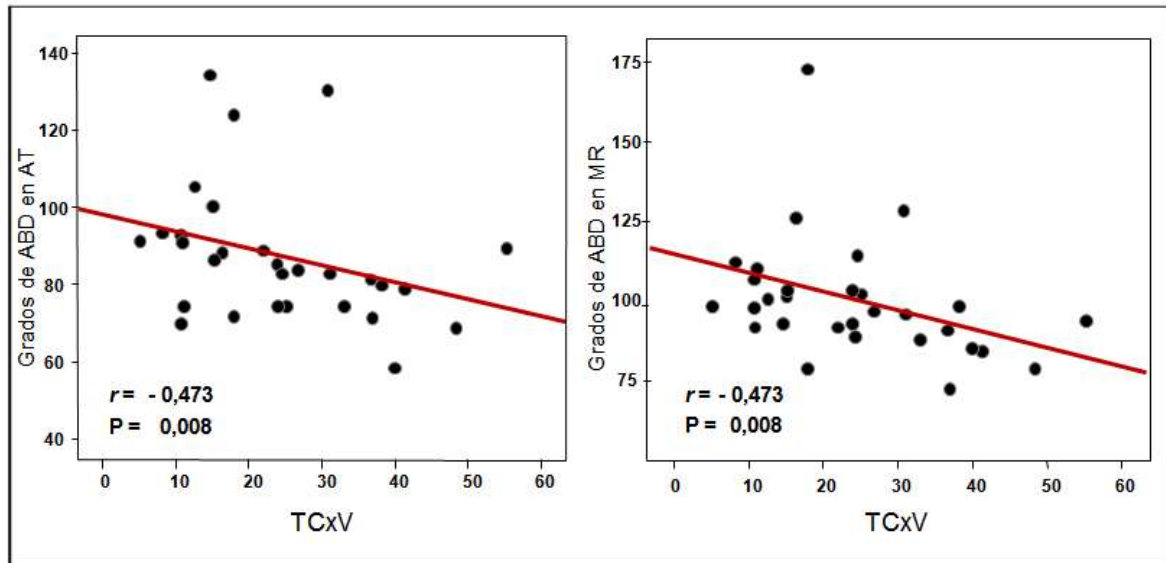 Grados de ABD en AT
140
120
100
80
60
40
r = - 0,473
P = 0,008
0 10 20 30 40 50 60
TCxV
Grados de ABD en MR
175
150
125
100
75
r = - 0,473
P = 0,008
0 10 20 30 40 50 60
TCxV